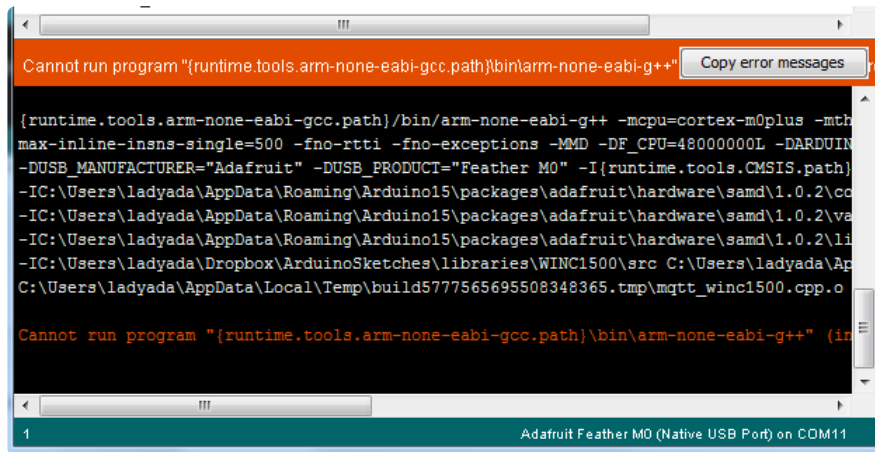 Cannot run program "{runtime.tools.arm-none-eabi-gcc.path}\bin\arm-none-eabi-g++"
Copy error messages
{runtime.tools.arm-none-eabi-gcc.path}/bin/arm-none-eabi-g++ -mcpu=cortex-m0plus -mth
max-inline-insns-single=500 -fno-rtti -fno-exceptions -MMD -DF_CPU=48000000L -DARDUIN
-DUSB_MANUFACTURER="Adafruit" -DUSB_PRODUCT="Feather M0" -I{runtime.tools.CMSIS.path}
-IC:\Users\ladyada\AppData\Roaming\Arduino15\packages\adafruit\hardware\samd\1.0.2\co
-IC:\Users\ladyada\AppData\Roaming\Arduino15\packages\adafruit\hardware\samd\1.0.2\va
-IC:\Users\ladyada\AppData\Roaming\Arduino15\packages\adafruit\hardware\samd\1.0.2\li
-IC:\Users\ladyada\Dropbox\ArduinoSketches\libraries\WINC1500\src C:\Users\ladyada\Ap
C:\Users\ladyada\AppData\Local\Temp\build5777565695508348365.tmp\mqtt_winc1500.cpp.o
Cannot run program "{runtime.tools.arm-none-eabi-gcc.path}\bin\arm-none-eabi-g++" (in
1
Adafruit Feather M0 (Native USB Port) on COM11